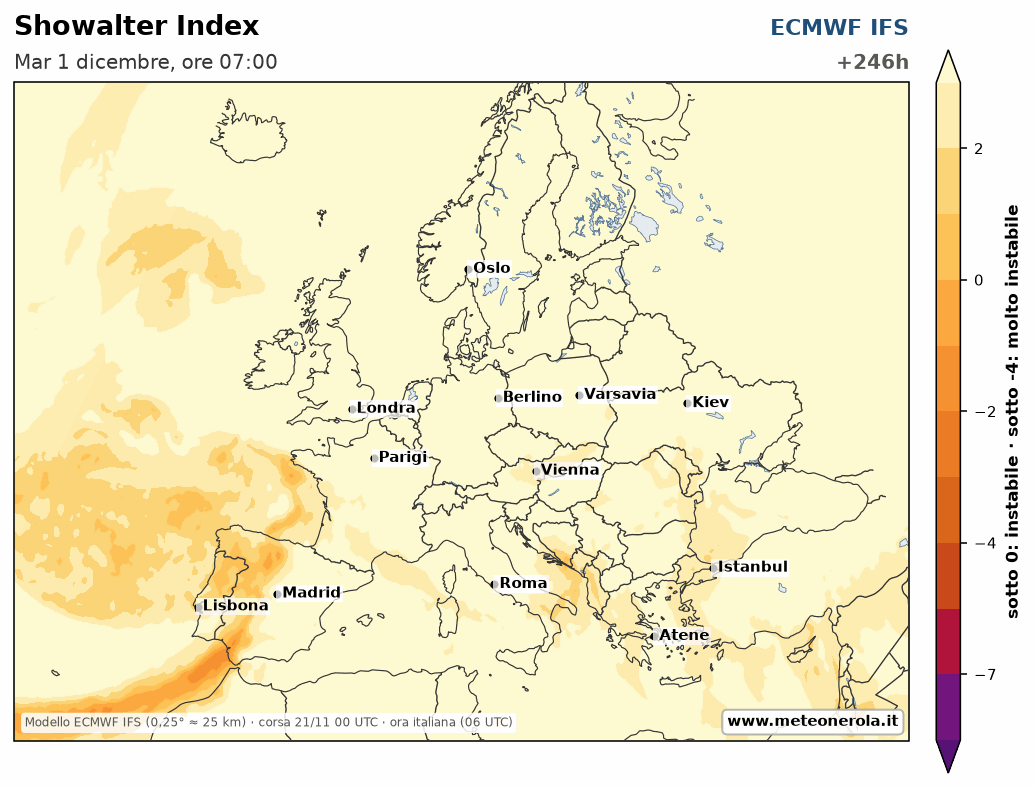 Showalter Index
ECMWF IFS
Mar 1 dicembre, ore 07:00
+246h
Oslo
Berlino
Varsavia
Kiev
Londra
Parigi
Vienna
Istanbul
Roma
Madrid
Lisbona
Atene
2
0
−2
−4
−7
sotto 0: instabile · sotto -4: molto instabile
Modello ECMWF IFS (0,25° ≈ 25 km) · corsa 21/11 00 UTC · ora italiana (06 UTC)
www.meteonerola.it